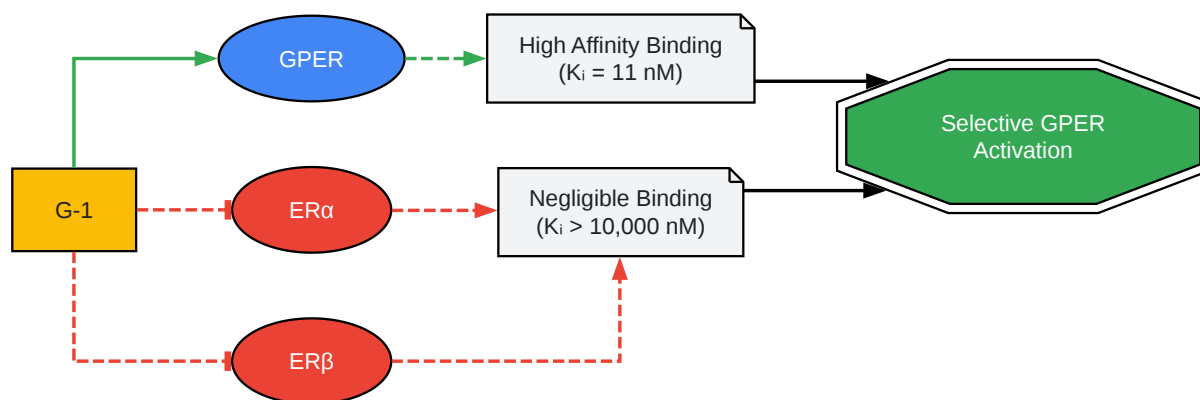 GPER
High Affinity Binding
(Kᵢ = 11 nM)
Selective GPER
Activation
G-1
ERα
Negligible Binding
(Kᵢ > 10,000 nM)
ERβ